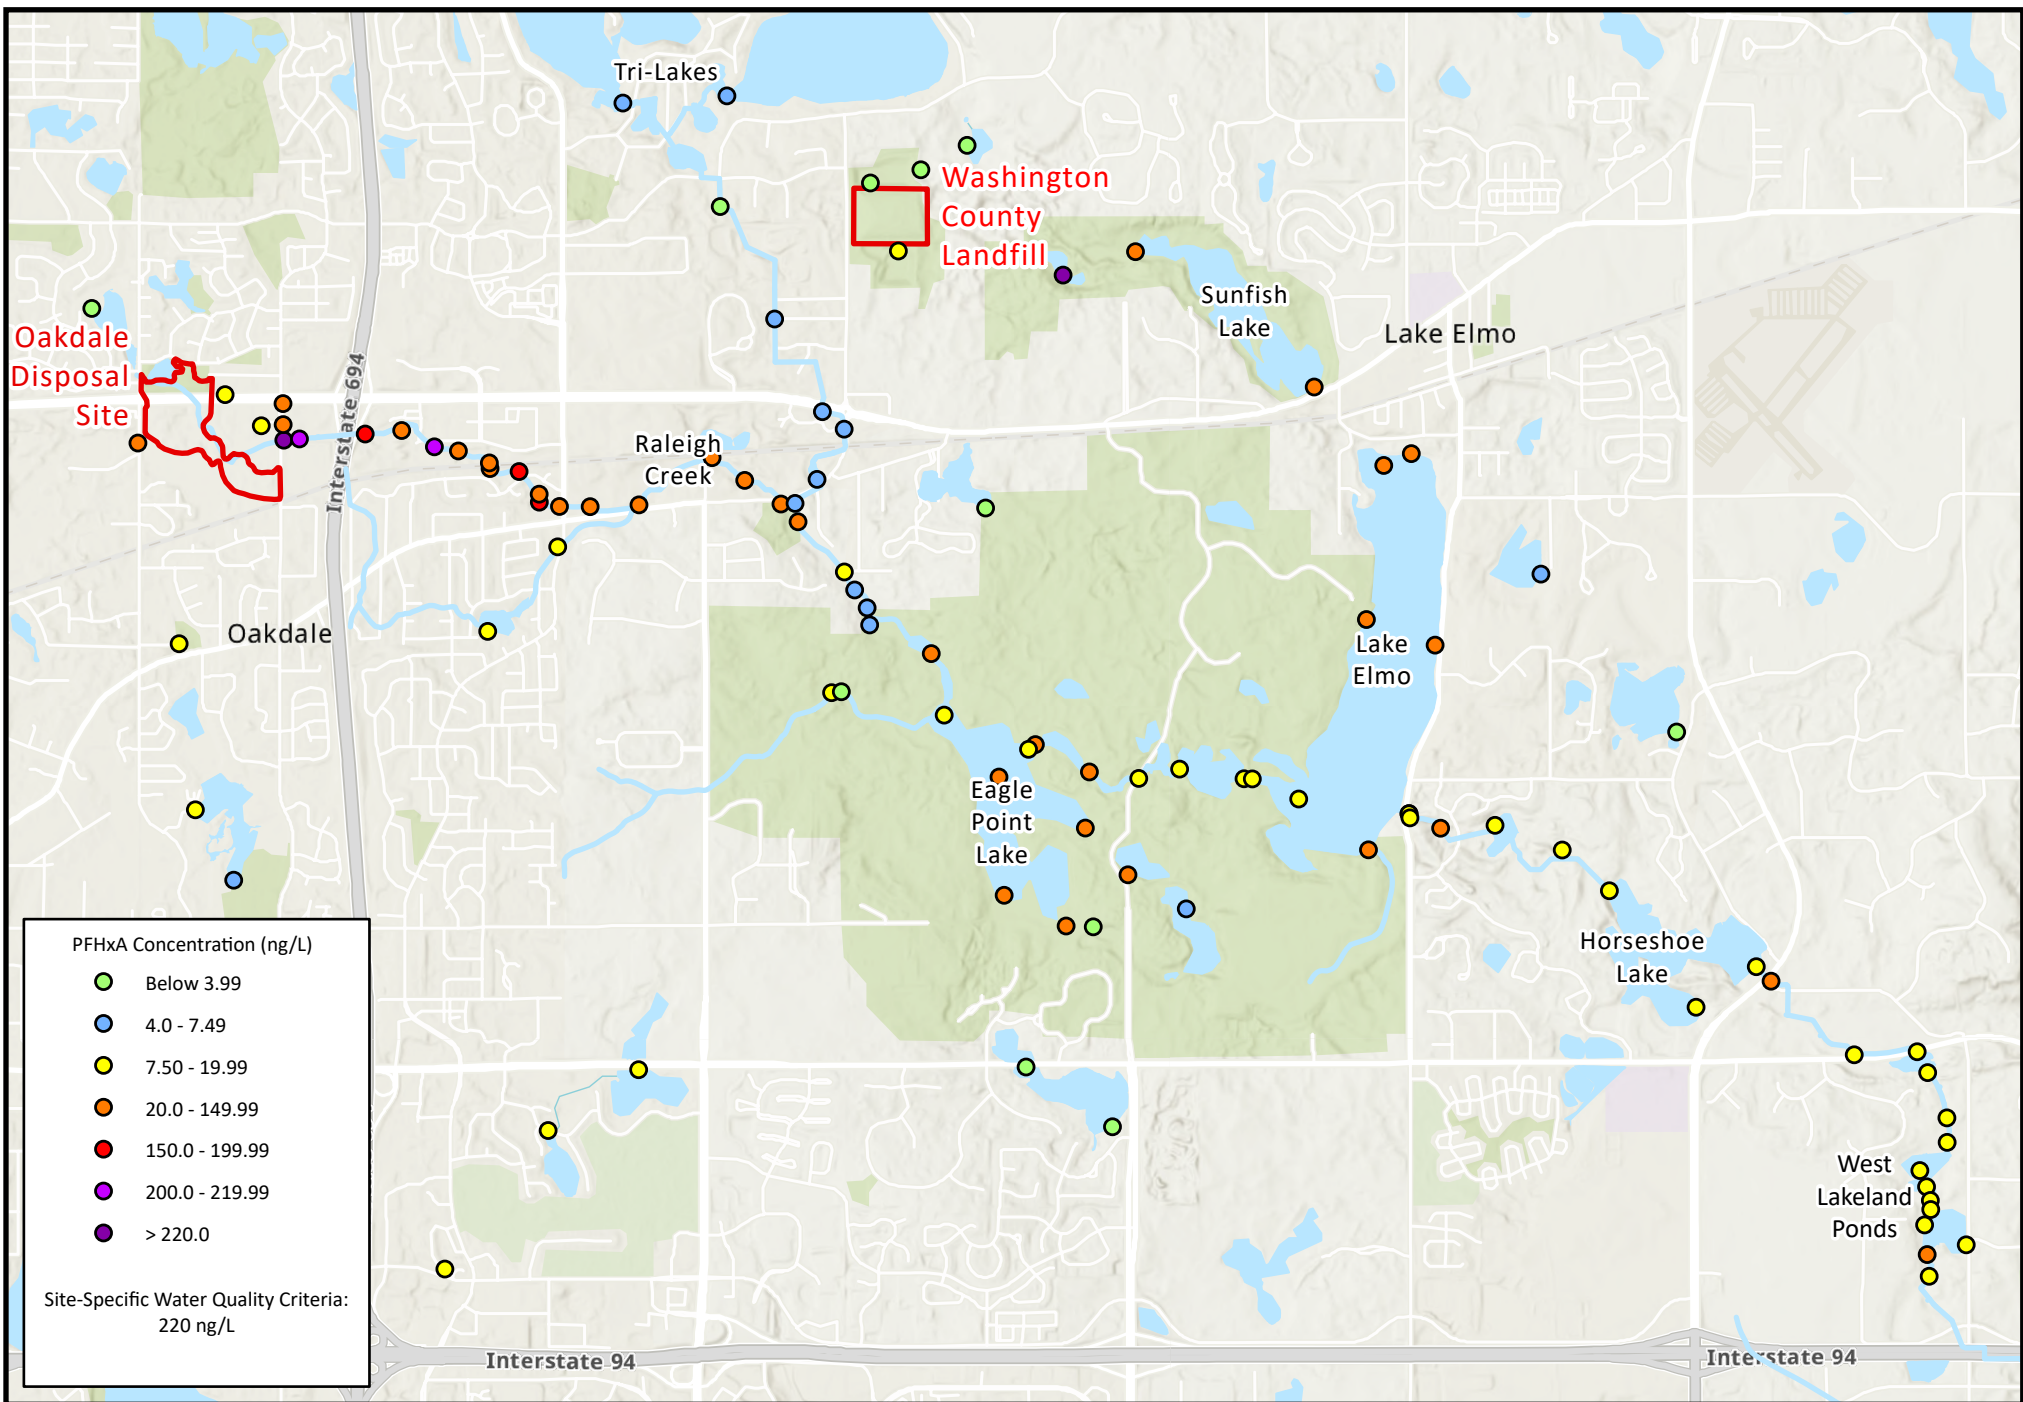 Tri-Lakes
Washington
County
Landfill
Sunfish
Lake
Lake Elmo
Oakdale
Disposal
Site
Interstate 694
Raleigh
Creek
Oakdale
Lake
Elmo
Eagle
Point
Lake
Horseshoe
Lake
West
Lakeland
Ponds
PFHxA Concentration (ng/L)
Below 3.99
4.0 - 7.49
7.50 - 19.99
20.0 - 149.99
150.0 - 199.99
200.0 - 219.99
> 220.0
Site-Specific Water Quality Criteria:
220 ng/L
Interstate 94
Interstate 94